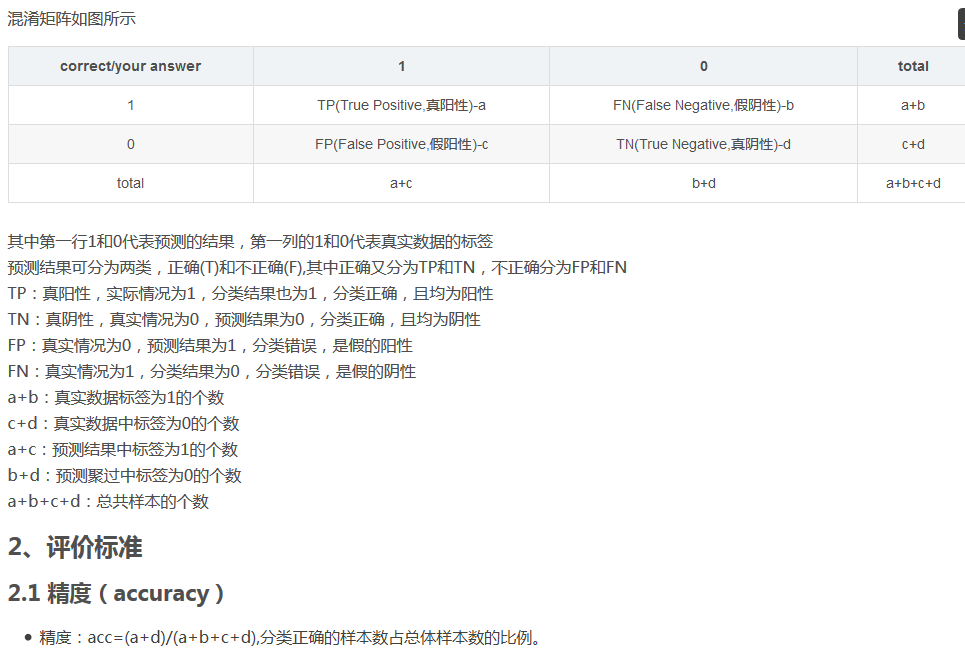 混淆矩阵如图所示
correct/your answer 1 0 total
1 TP(True Positive,真阳性)-a FN(False Negative,假阴性)-b a+b
0 FP(False Positive,假阳性)-c TN(True Negative,真阴性)-d c+d
total a+c b+d a+b+c+d
其中第一行1和0代表预测的结果，第一列的1和0代表真实数据的标签
预测结果可分为两类，正确(T)和不正确(F),其中正确又分为TP和TN，不正确分为FP和FN
TP：真阳性，实际情况为1，分类结果也为1，分类正确，且均为阳性
TN：真阴性，真实情况为0，预测结果为0，分类正确，且均为阴性
FP：真实情况为0，预测结果为1，分类错误，是假的阳性
FN：真实情况为1，分类结果为0，分类错误，是假的阴性
a+b：真实数据标签为1的个数
c+d：真实数据中标签为0的个数
a+c：预测结果中标签为1的个数
b+d：预测聚过中标签为0的个数
a+b+c+d：总共样本的个数
2、评价标准
2.1 精度（accuracy）
• 精度：acc=(a+d)/(a+b+c+d),分类正确的样本数占总体样本数的比例。